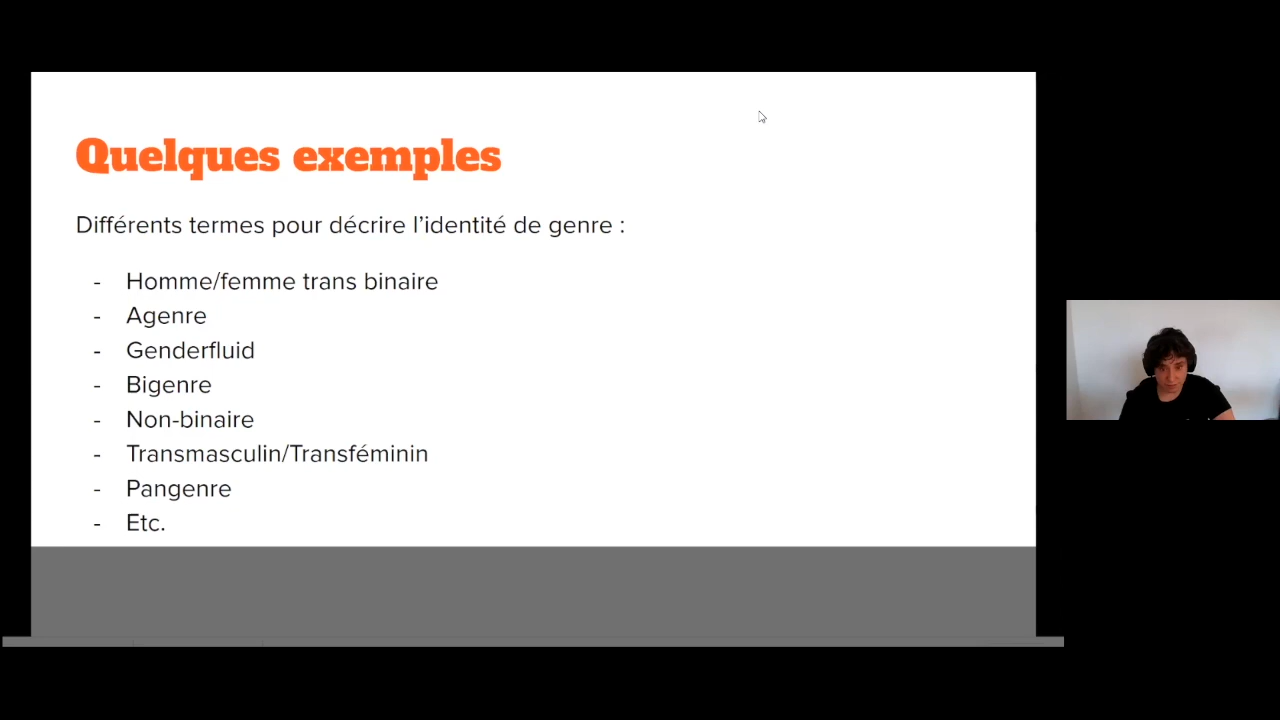 Quelques exemples
Différents termes pour décrire l'identité de genre :
- Homme/femme trans binaire
- Agenre
- Genderfluid
- Bigenre
- Non-binaire
- Transmasculin/Transféminin
- Pangenre
- Etc.